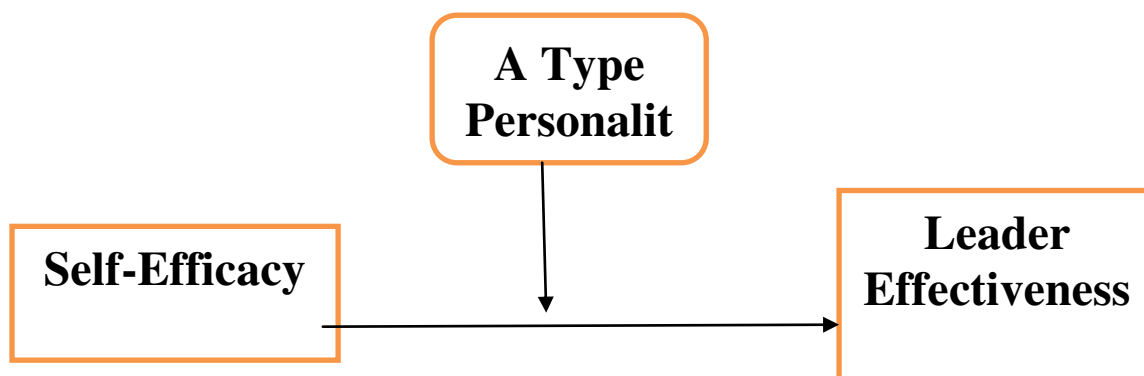 A Type
Personalit
Self-Efficacy
Leader
Effectiveness